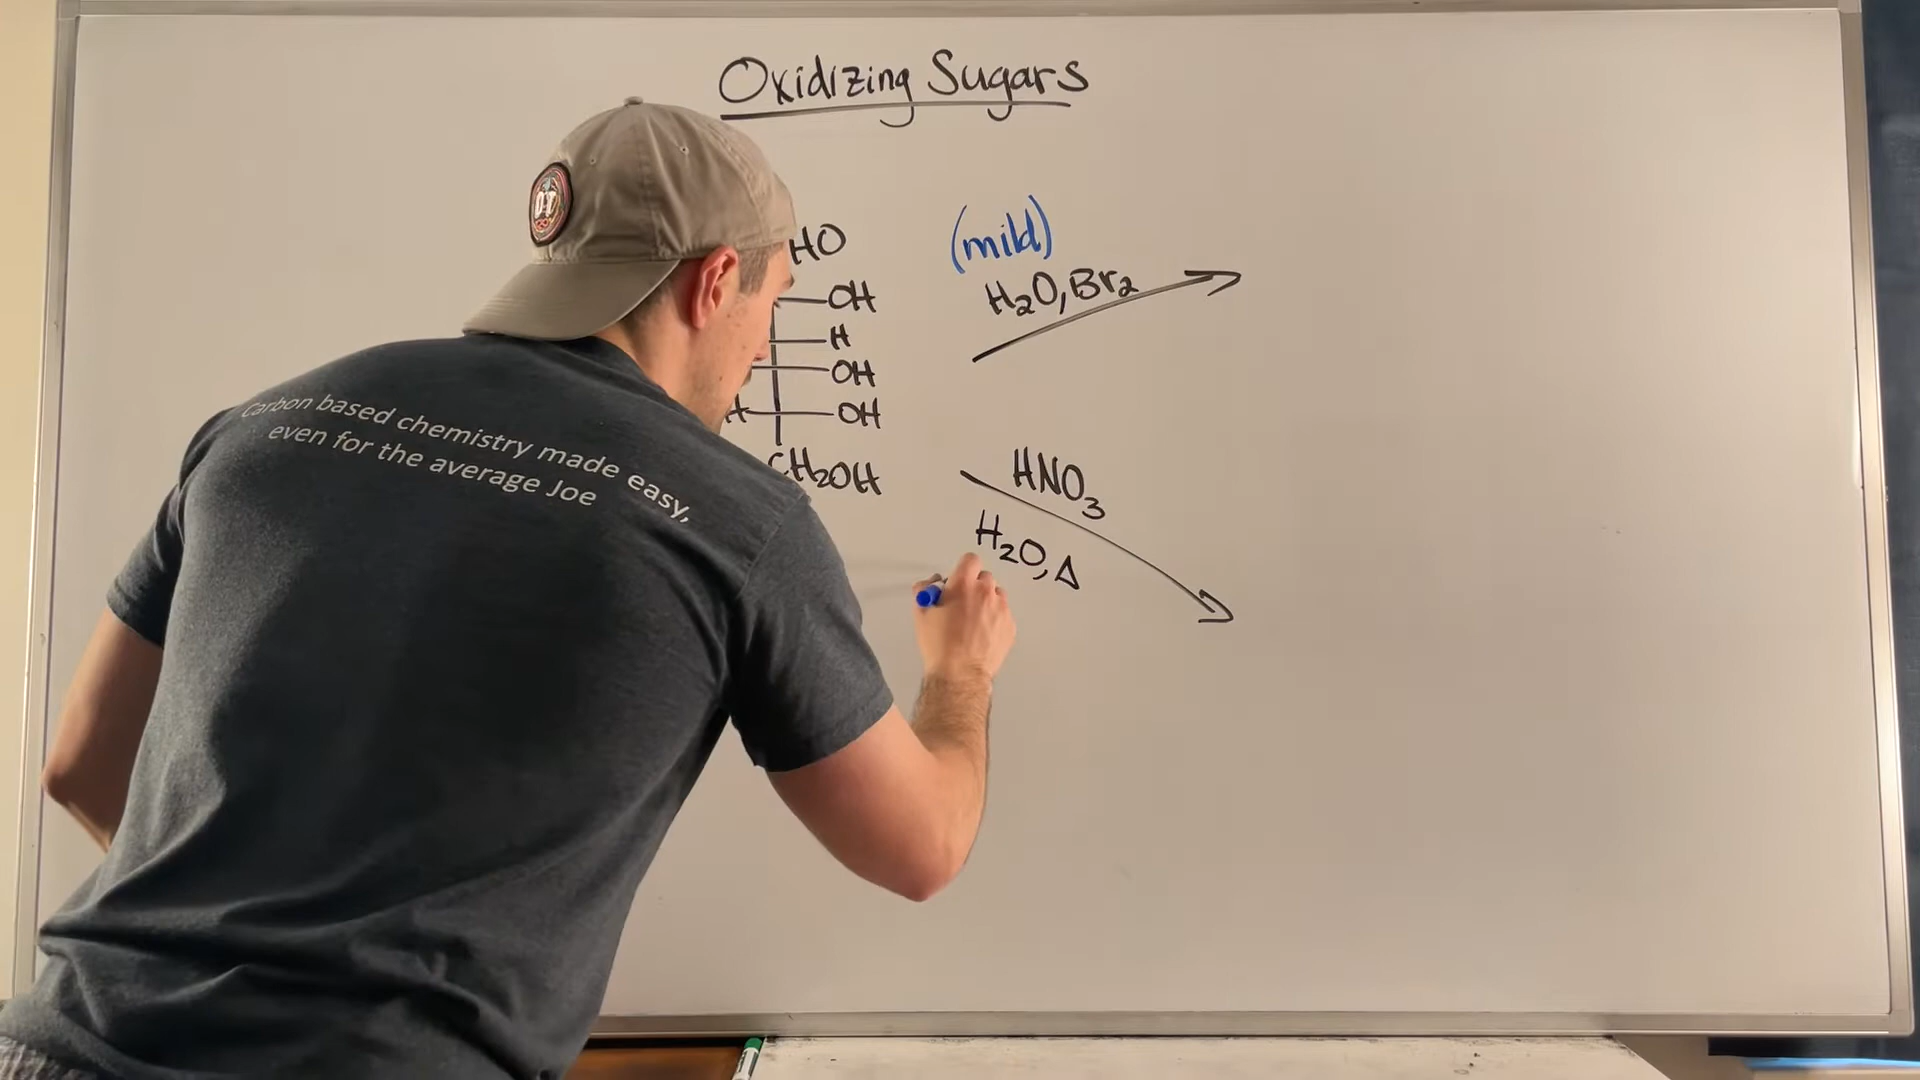 Oxidizing Sugars
HO
OH
H
OH
H OH
CH₂OH
(mild)
H₂O, Br₂
HNO₃
H₂O, Δ
Carbon based chemistry made easy,
even for the average Joe